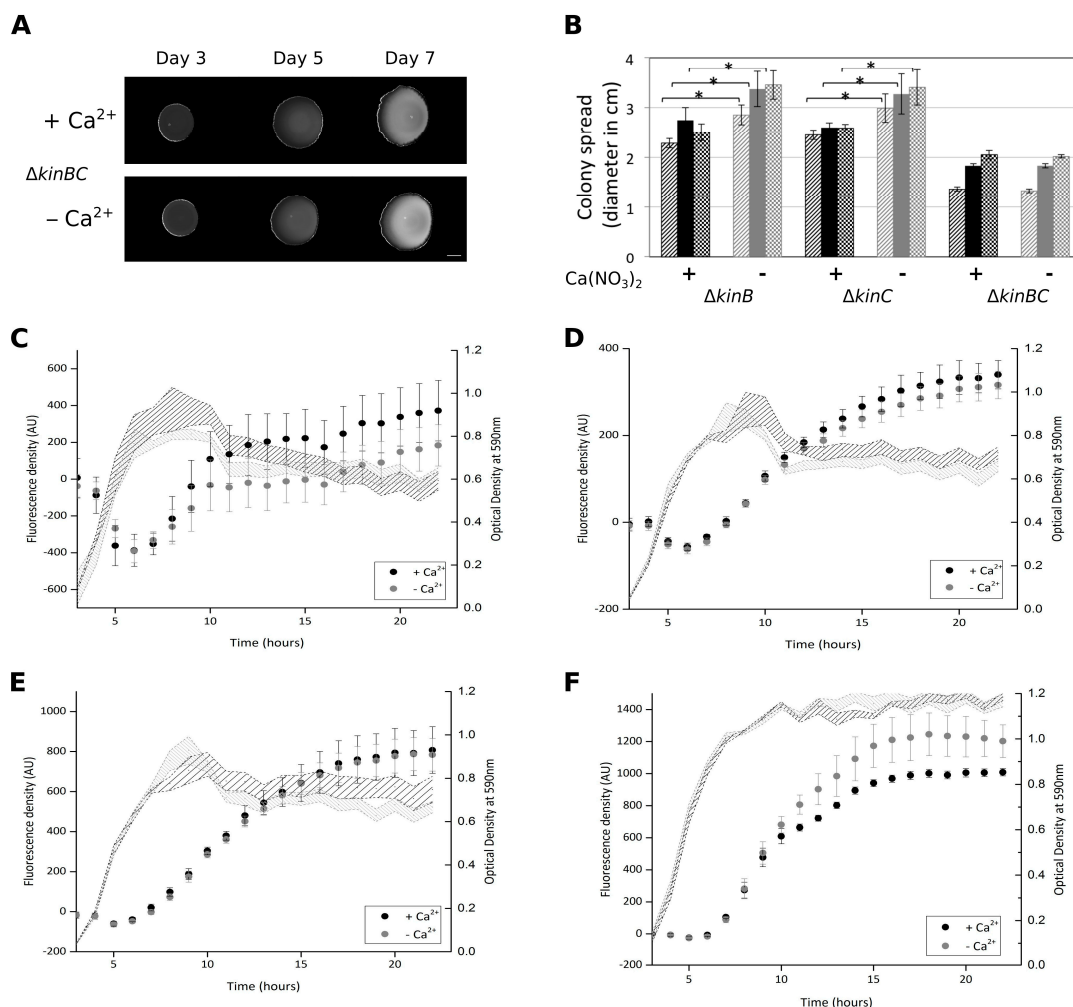 A
Day 3 Day 5 Day 7
+ Ca²⁺
ΔkinBC
– Ca²⁺
B
Colony spread
(diameter in cm)
4
3
2
1
0
* * *
* * *
Ca(NO₃)₂ + - + - + -
ΔkinB ΔkinC ΔkinBC
C
Fluorescence density (AU)
600
400
200
0
-200
-400
-600
1.2
1.0
0.8
0.6
0.4
0.2
0.0
Optical Density at 590nm
+ Ca²⁺
- Ca²⁺
5 10 15 20
Time (hours)
D
Fluorescence density (AU)
400
200
0
-200
1.2
1.0
0.8
0.6
0.4
0.2
0.0
Optical Density at 590nm
+ Ca²⁺
- Ca²⁺
5 10 15 20
Time (hours)
E
Fluorescence density (AU)
1000
800
600
400
200
0
-200
1.2
1.0
0.8
0.6
0.4
0.2
0.0
Optical Density at 590nm
+ Ca²⁺
- Ca²⁺
5 10 15 20
Time (hours)
F
Fluorescence density (AU)
1400
1200
1000
800
600
400
200
0
-200
1.2
1.0
0.8
0.6
0.4
0.2
0.0
Optical Density at 590nm
+ Ca²⁺
- Ca²⁺
5 10 15 20
Time (hours)